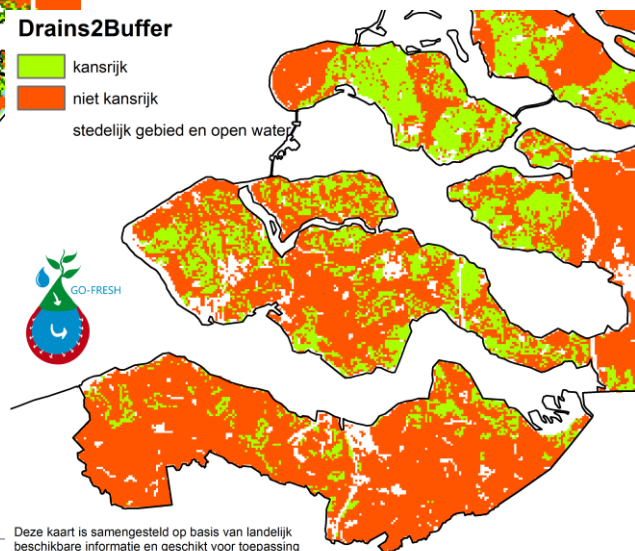 Drains2Buffer
kansrijk
niet kansrijk
stedelijk gebied en open water
GO-FRESH
Deze kaart is samengesteld op basis van landelijk
beschikbare informatie en geschikt voor toepassing